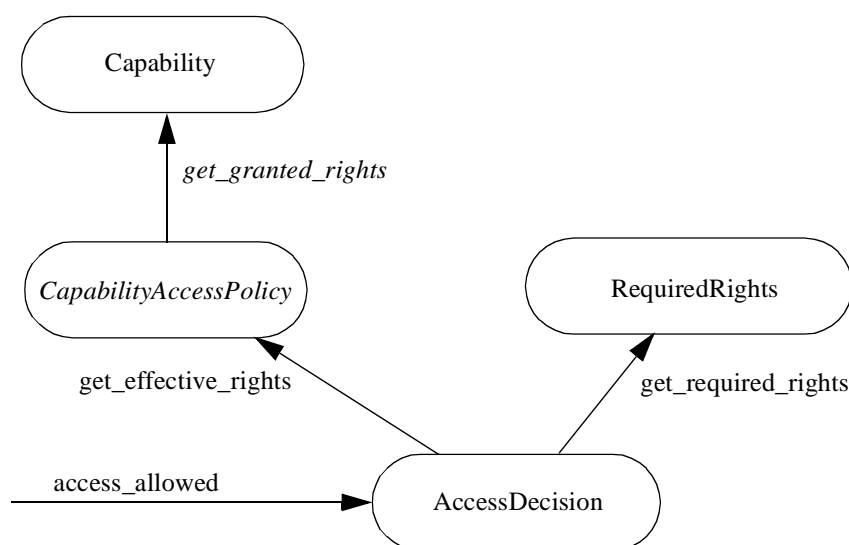 Capability
get_granted_rights
CapabilityAccessPolicy
RequiredRights
get_effective_rights
get_required_rights
access_allowed
AccessDecision